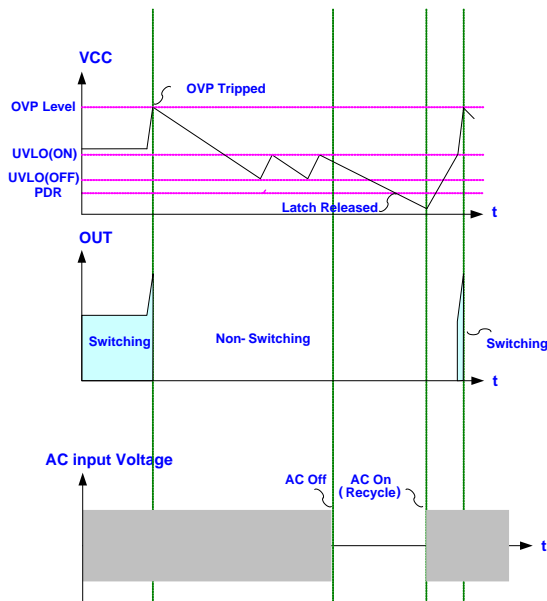 VCC
OVP Tripped
OVP Level
UVLO(ON)
UVLO(OFF)
PDR
Latch Released
t
OUT
Switching
Non- Switching
Switching
t
AC input Voltage
AC Off
AC On
(Recycle)
t